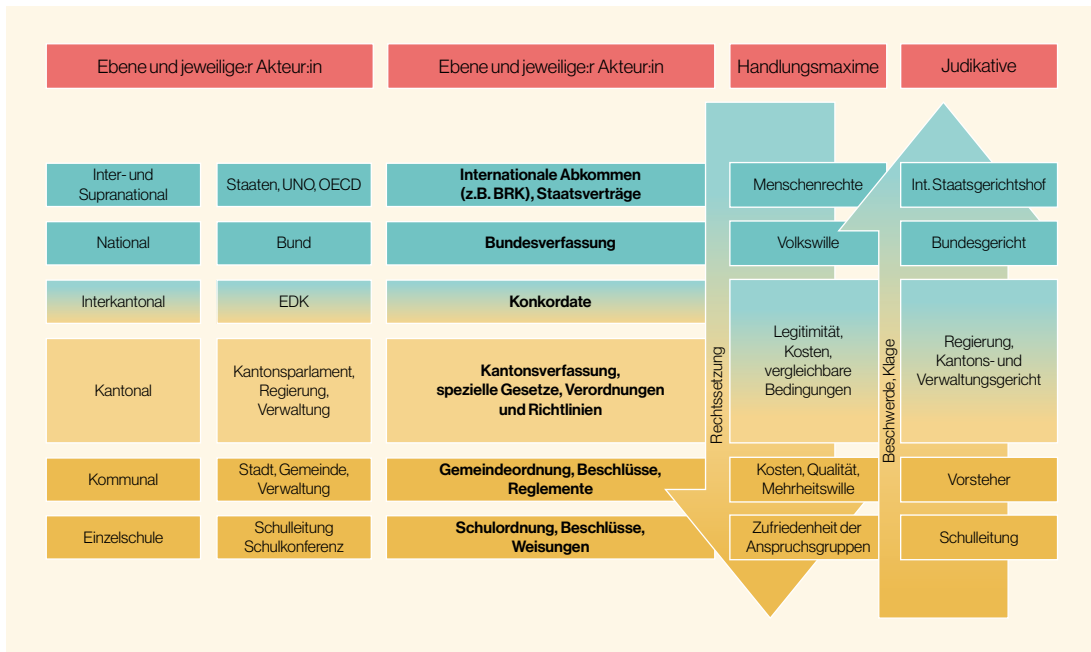 Ebene und jeweilige:r Akteur:in
Ebene und jeweilige:r Akteur:in
Handlungsmaxime
Judikative
Inter- und
Supranational
Staaten, UNO, OECD
Internationale Abkommen
(z.B. BRK), Staatsverträge
Menschenrechte
Int. Staatsgerichtshof
National
Bund
Bundesverfassung
Volkswille
Bundesgericht
Interkantonal
EDK
Konkordate
Legitimität,
Kosten,
vergleichbare
Bedingungen
Regierung,
Kantons- und
Verwaltungsgericht
Kantonal
Kantonsparlament,
Regierung,
Verwaltung
Kantonsverfassung,
spezielle Gesetze, Verordnungen
und Richtlinien
Rechtssetzung
Beschwerde, Klage
Kommunal
Stadt, Gemeinde,
Verwaltung
Gemeindeordnung, Beschlüsse,
Reglemente
Kosten, Qualität,
Mehrheitswille
Vorsteher
Einzelschule
Schulleitung
Schulkonferenz
Schulordnung, Beschlüsse,
Weisungen
Zufriedenheit der
Anspruchsgruppen
Schulleitung